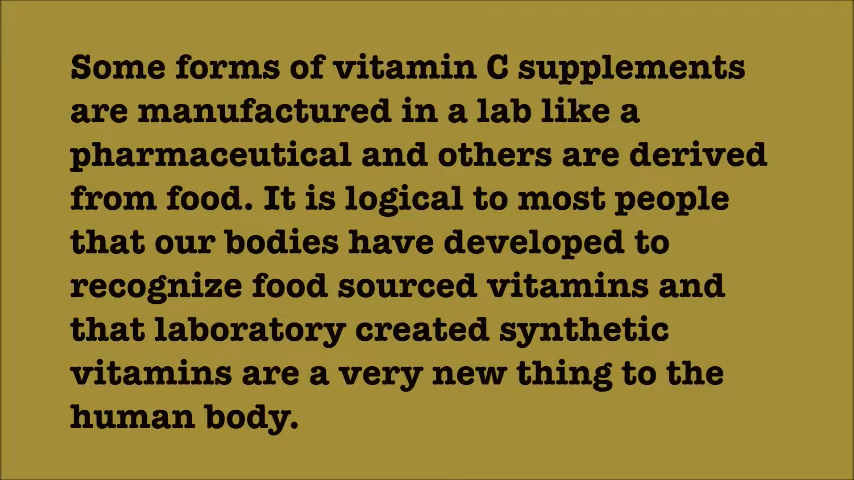 Some forms of vitamin C supplements
are manufactured in a lab like a
pharmaceutical and others are derived
from food. It is logical to most people
that our bodies have developed to
recognize food sourced vitamins and
that laboratory created synthetic
vitamins are a very new thing to the
human body.